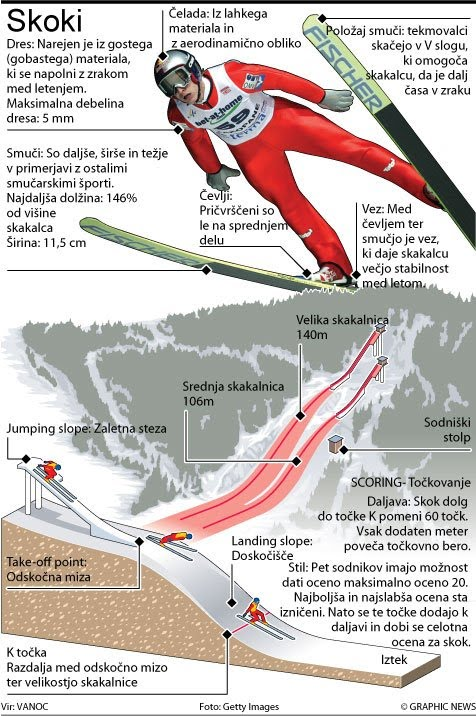 Skoki
Dres: Narejen je iz gostega
(gobastega) materiala,
ki se napolni z zrakom
med letenjem.
Maksimalna debelina
dresa: 5 mm
Čelada: Iz lahkega
materiala in
z aerodinamično obliko
Položaj smuči: tekmovalci
skačejo v V slogu,
ki omogoča
skakalcu, da je dalj
časa v zraku
FISCHER
bet-at-home
59
forma
Smuči: So daljše, širše in težje
v primerjavi z ostalimi
smučarskimi športi.
Najdaljša dolžina: 146%
od višine
skakalca
Širina: 11,5 cm
FISCHER
Čevlji:
Pričvrščeni so
le na sprednjem
delu
Vez: Med
čevljem ter
smučjo je vez,
ki daje skakalcu
večjo stabilnost
med letom.
Velika skakalnica
140m
Srednja skakalnica
106m
Sodniški
stolp
Jumping slope: Zaletna steza
SCORING- Točkovanje
Daljava: Skok dolg
do točke K pomeni 60 točk.
Vsak dodaten meter
poveča točkovno bero.
Take-off point:
Odskočna miza
Landing slope:
Doskočišče
Stil: Pet sodnikov imajo možnost
dati oceno maksimalno oceno 20.
Najboljša in najslabša ocena sta
izničeni. Nato se te točke dodajo k
daljavi in dobi se celotna
ocena za skok.
K točka
Razdalja med odskočno mizo
ter velikostjo skakalnice
Iztek
Vir: VANOC
Foto: Getty Images
© GRAPHIC NEWS